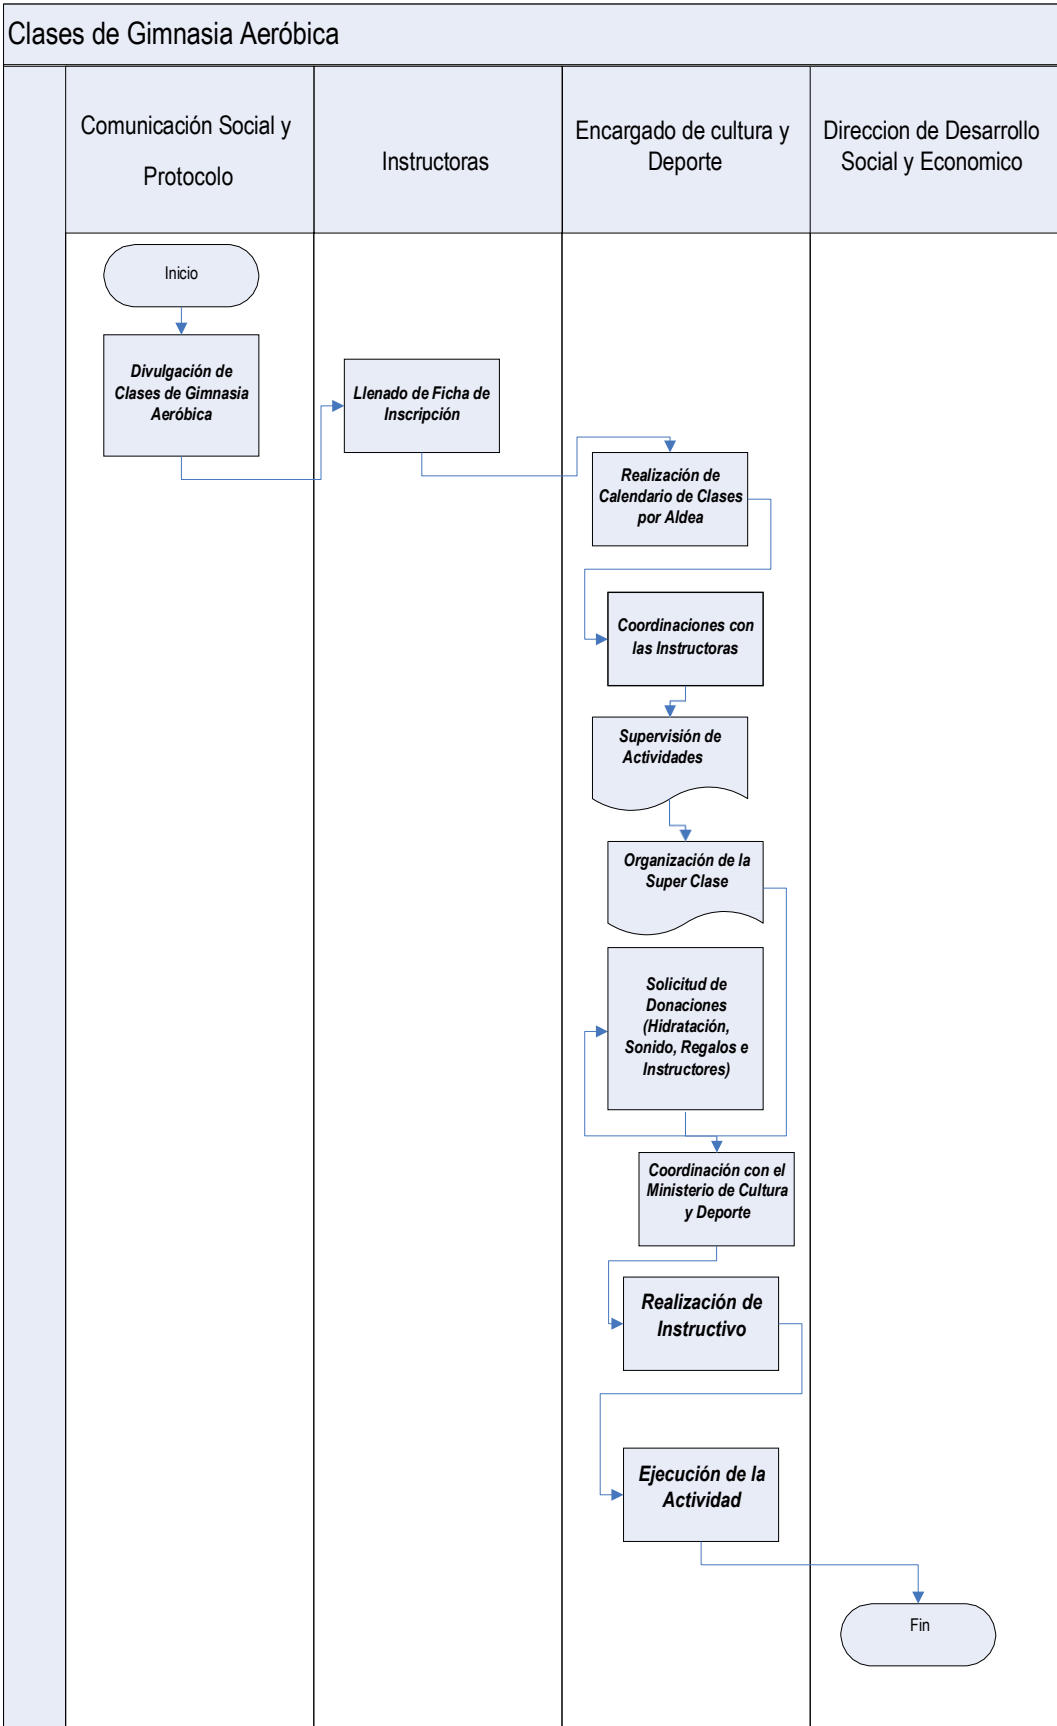 Clases de Gimnasia Aeróbica
Comunicación Social y
Protocolo
Instructoras
Encargado de cultura y
Deporte
Direccion de Desarrollo
Social y Economico
Inicio
Divulgación de
Clases de Gimnasia
Aeróbica
Llenado de Ficha de
Inscripción
Realización de
Calendario de Clases
por Aldea
Coordinaciones con
las Instructoras
Supervisión de
Actividades
Organización de la
Super Clase
Solicitud de
Donaciones
(Hidratación,
Sonido, Regalos e
Instructores)
Coordinación con el
Ministerio de Cultura
y Deporte
Realización de
Instructivo
Ejecución de la
Actividad
Fin